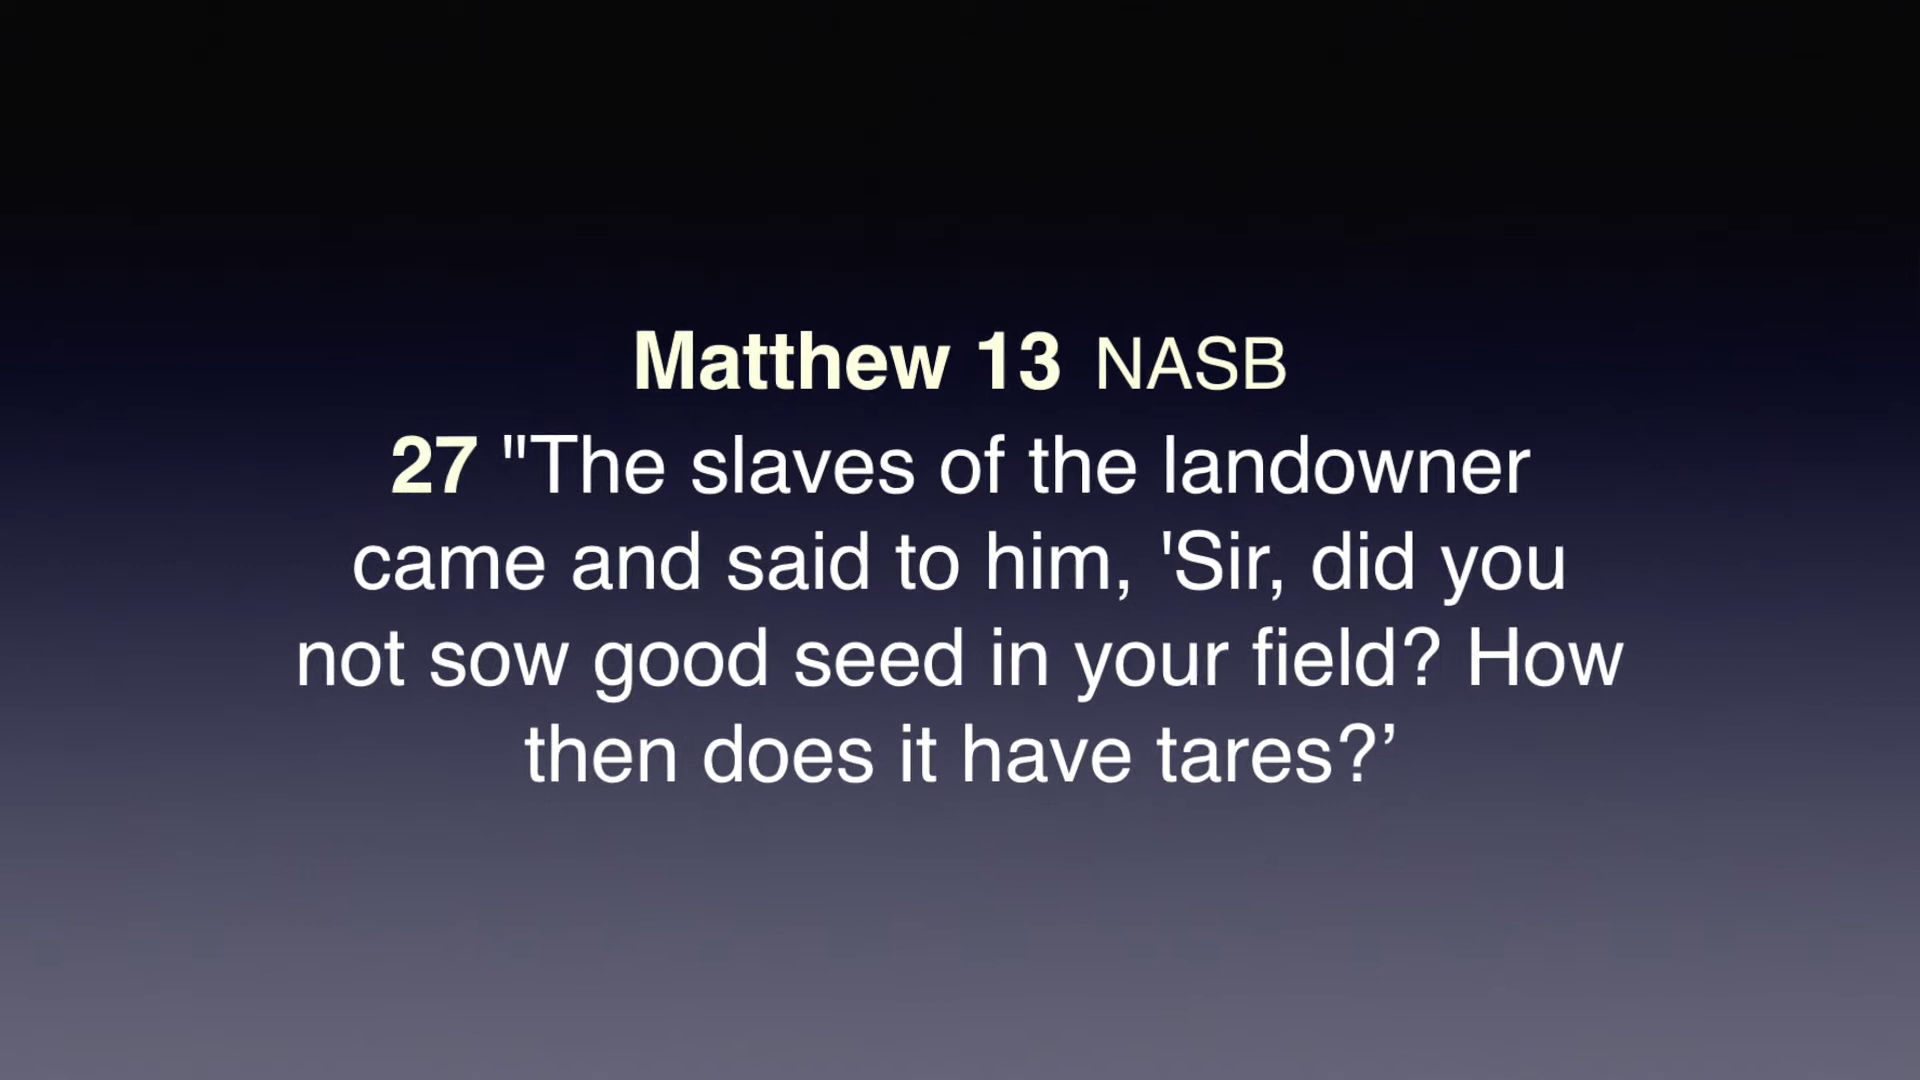 Matthew 13 NASB
27 "The slaves of the landowner
came and said to him, 'Sir, did you
not sow good seed in your field? How
then does it have tares?’